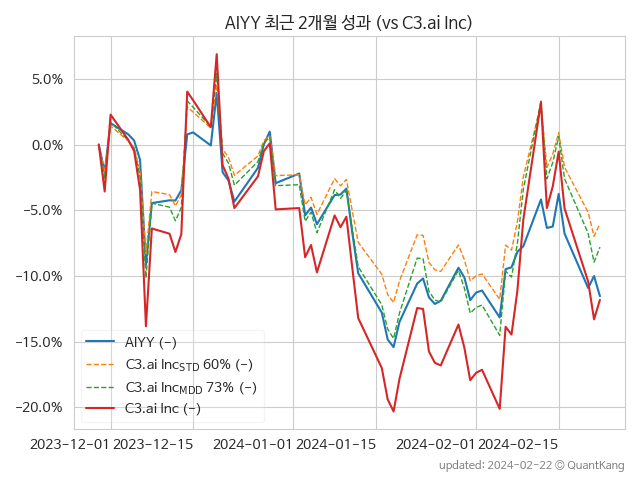 AIYY 최근 2개월 성과 (vs C3.ai Inc)
5.0%
0.0%
−5.0%
−10.0%
−15.0%
−20.0%
AIYY (-)
C3.ai Inc_STD 60% (-)
C3.ai Inc_MDD 73% (-)
C3.ai Inc (-)
2023-12-01 2023-12-15 2024-01-01 2024-01-15 2024-02-01 2024-02-15
updated: 2024-02-22 © QuantKang